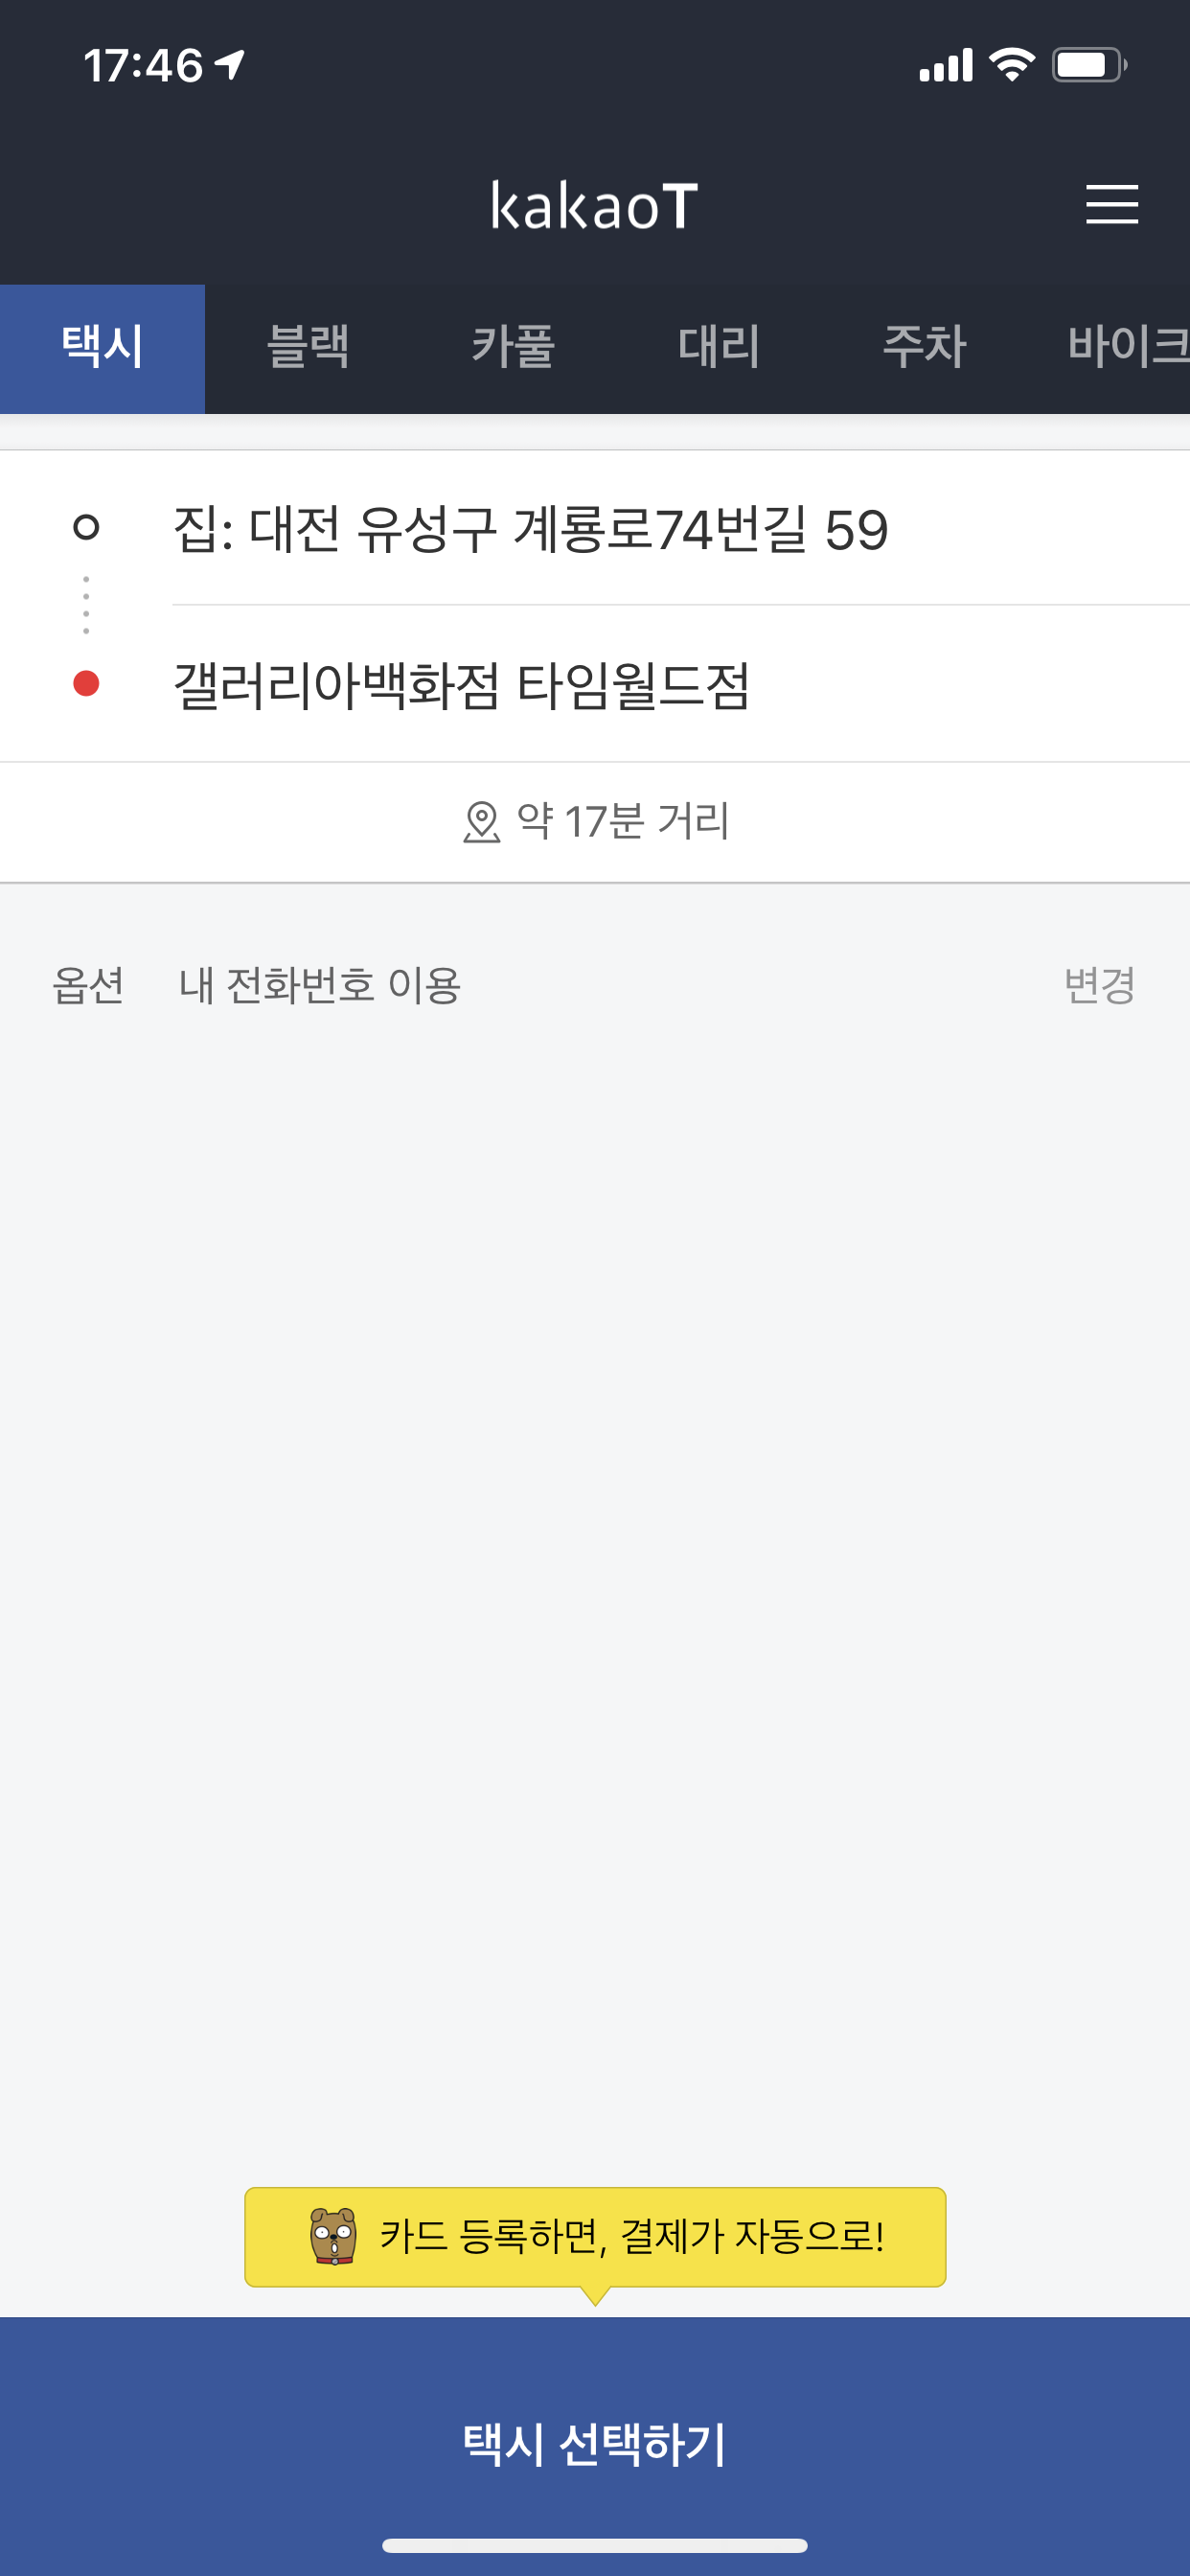 17:46
kakaoT
택시 블랙 카풀 대리 주차 바이크
집: 대전 유성구 계룡로74번길 59
갤러리아백화점 타임월드점
약 17분 거리
옵션 내 전화번호 이용 변경
카드 등록하면, 결제가 자동으로!
택시 선택하기